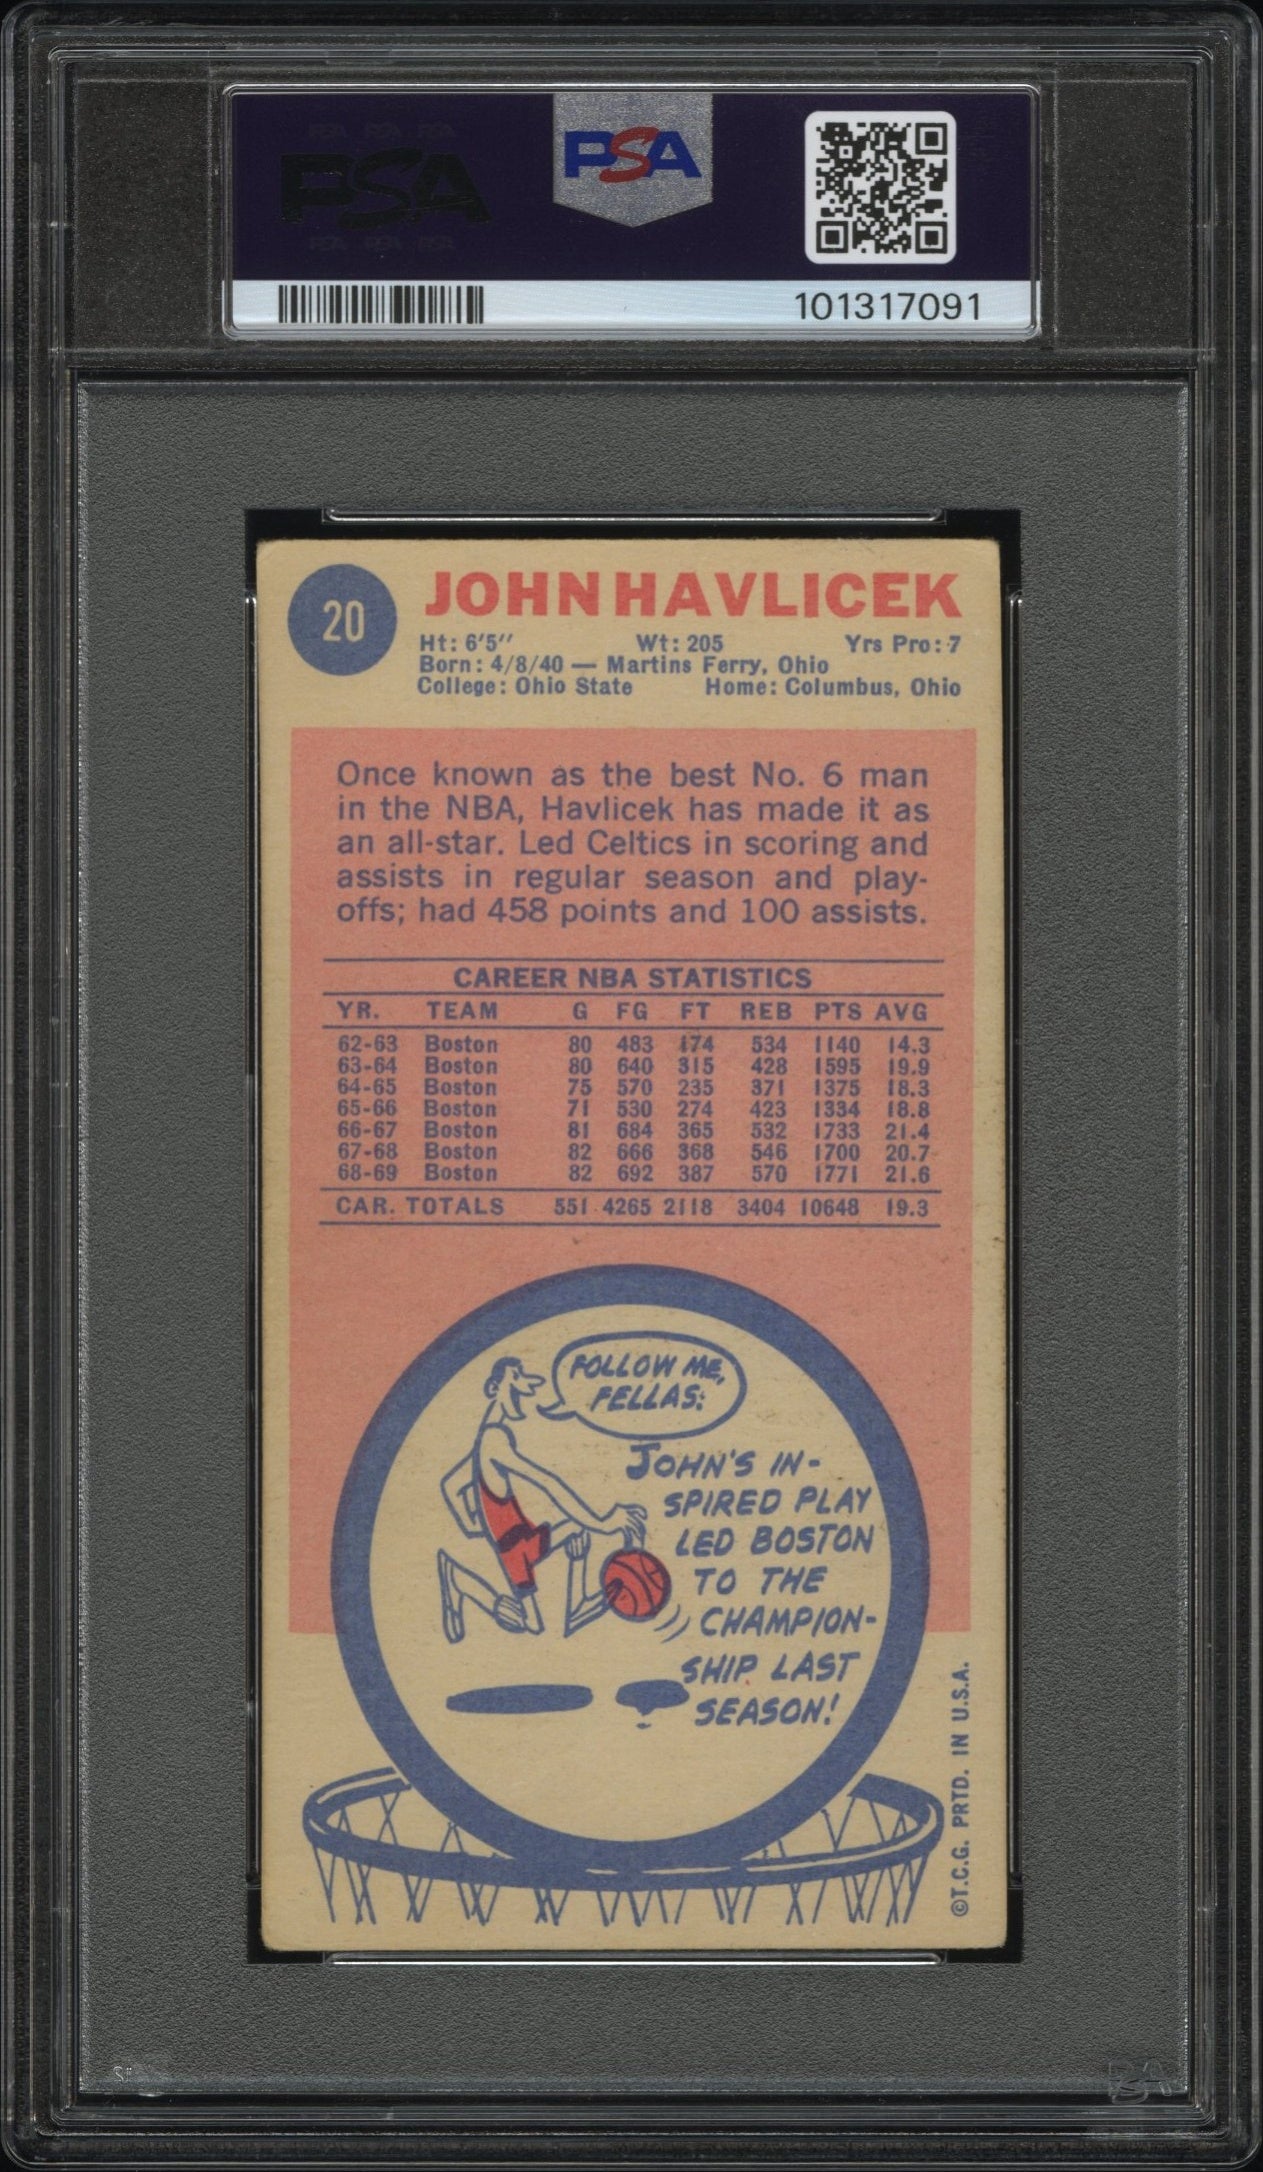 PSA PSA PSA
PSA
PSA PSA PSA
PSA
101317091
20
JOHN HAVLICEK
Ht: 6'5" Wt: 205 Yrs Pro: 7
Born: 4/8/40 — Martins Ferry, Ohio
College: Ohio State Home: Columbus, Ohio
Once known as the best No. 6 man
in the NBA, Havlicek has made it as
an all-star. Led Celtics in scoring and
assists in regular season and play-
offs; had 458 points and 100 assists.
CAREER NBA STATISTICS
YR. TEAM G FG FT REB PTS AVG
62-63 Boston 80 483 174 534 1140 14.3
63-64 Boston 80 640 315 428 1595 19.9
64-65 Boston 75 570 235 371 1375 18.3
65-66 Boston 71 530 274 423 1334 18.8
66-67 Boston 81 684 365 532 1733 21.4
67-68 Boston 82 666 368 546 1700 20.7
68-69 Boston 82 692 387 570 1771 21.6
CAR. TOTALS 551 4265 2118 3404 10648 19.3
FOLLOW ME,
FELLAS!
JOHN'S IN-
SPIRED PLAY
LED BOSTON
TO THE
CHAMPION-
SHIP LAST
SEASON!
©T.C.G. PRTD. IN U.S.A.